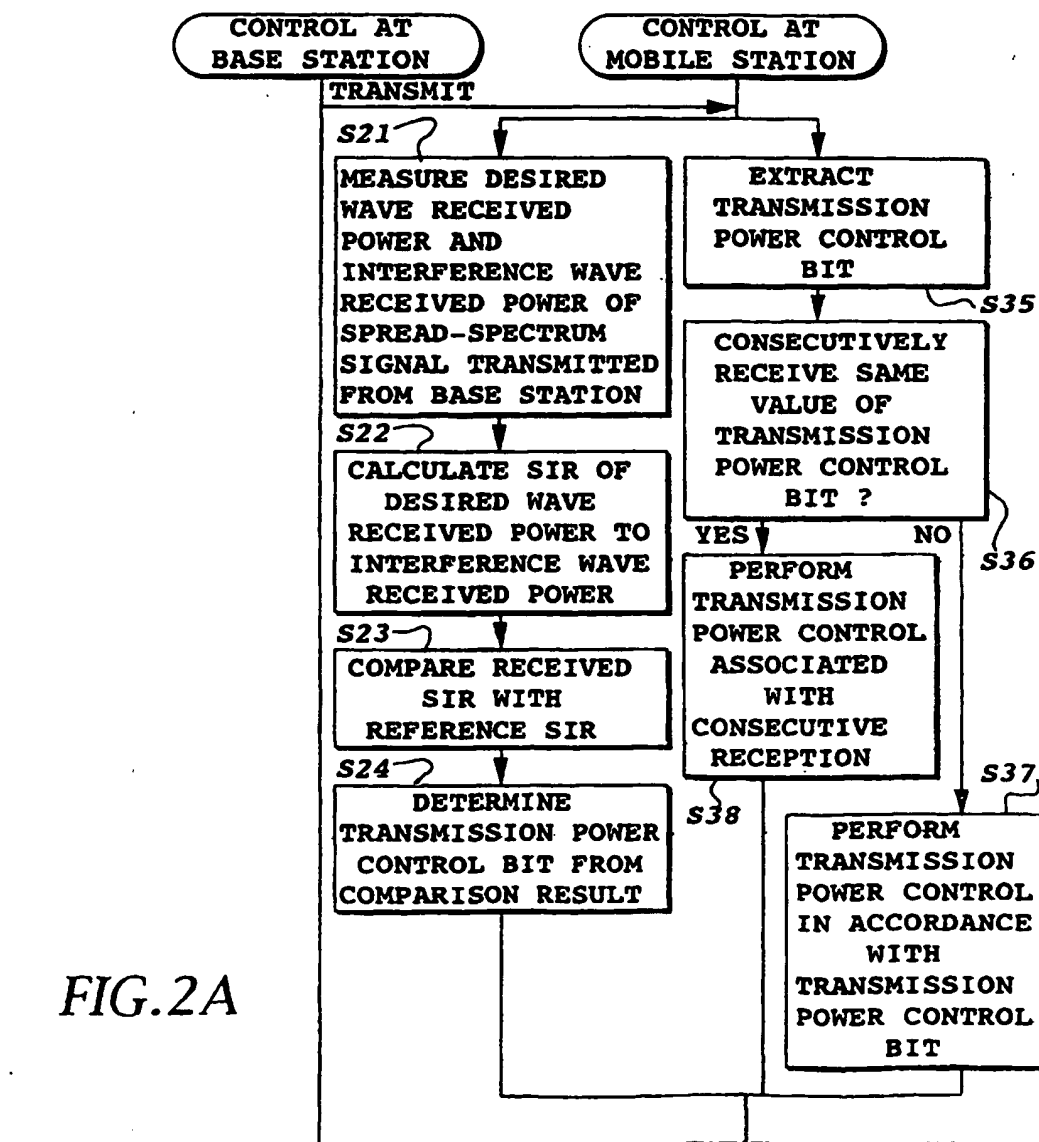 CONTROL AT
BASE STATION
CONTROL AT
MOBILE STATION
TRANSMIT
S21
MEASURE DESIRED
WAVE RECEIVED
POWER AND
INTERFERENCE WAVE
RECEIVED POWER OF
SPREAD-SPECTRUM
SIGNAL TRANSMITTED
FROM BASE STATION
S22
CALCULATE SIR OF
DESIRED WAVE
RECEIVED POWER TO
INTERFERENCE WAVE
RECEIVED POWER
S23
COMPARE RECEIVED
SIR WITH
REFERENCE SIR
S24
DETERMINE
TRANSMISSION POWER
CONTROL BIT FROM
COMPARISON RESULT
EXTRACT
TRANSMISSION
POWER CONTROL
BIT
S35
CONSECUTIVELY
RECEIVE SAME
VALUE OF
TRANSMISSION
POWER CONTROL
BIT ?
S36
YES
NO
PERFORM
TRANSMISSION
POWER CONTROL
ASSOCIATED
WITH
CONSECUTIVE
RECEPTION
S38
S37
PERFORM
TRANSMISSION
POWER CONTROL
IN ACCORDANCE
WITH
TRANSMISSION
POWER CONTROL
BIT
FIG.2A